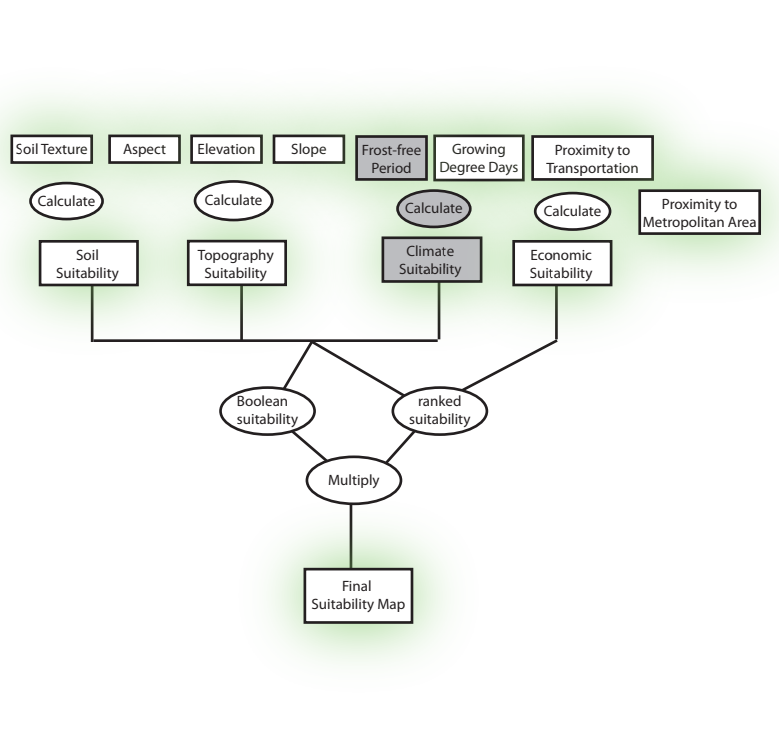 Soil Texture
Aspect
Elevation
Slope
Frost-free
Period
Growing
Degree Days
Proximity to
Transportation
Calculate
Calculate
Calculate
Calculate
Proximity to
Metropolitan Area
Soil
Suitability
Topography
Suitability
Climate
Suitability
Economic
Suitability
Boolean
suitability
ranked
suitability
Multiply
Final
Suitability Map